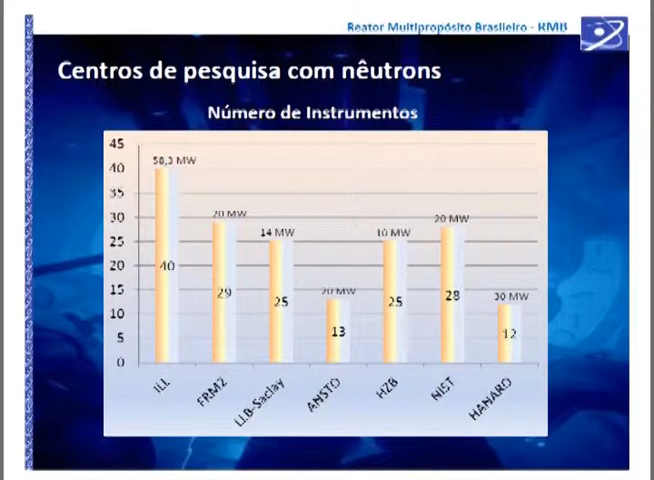 Reator Multipropósito Brasileiro - RMB
Centros de pesquisa com nêutrons
Número de Instrumentos
45
40
35
30
25
20
15
10
5
0
58,3 MW
20 MW
14 MW
20 MW
10 MW
20 MW
30 MW
40
29
25
13
25
28
12
ILL
FRM2
LLB-Saclay
ANSTO
HZB
NIST
HANARO